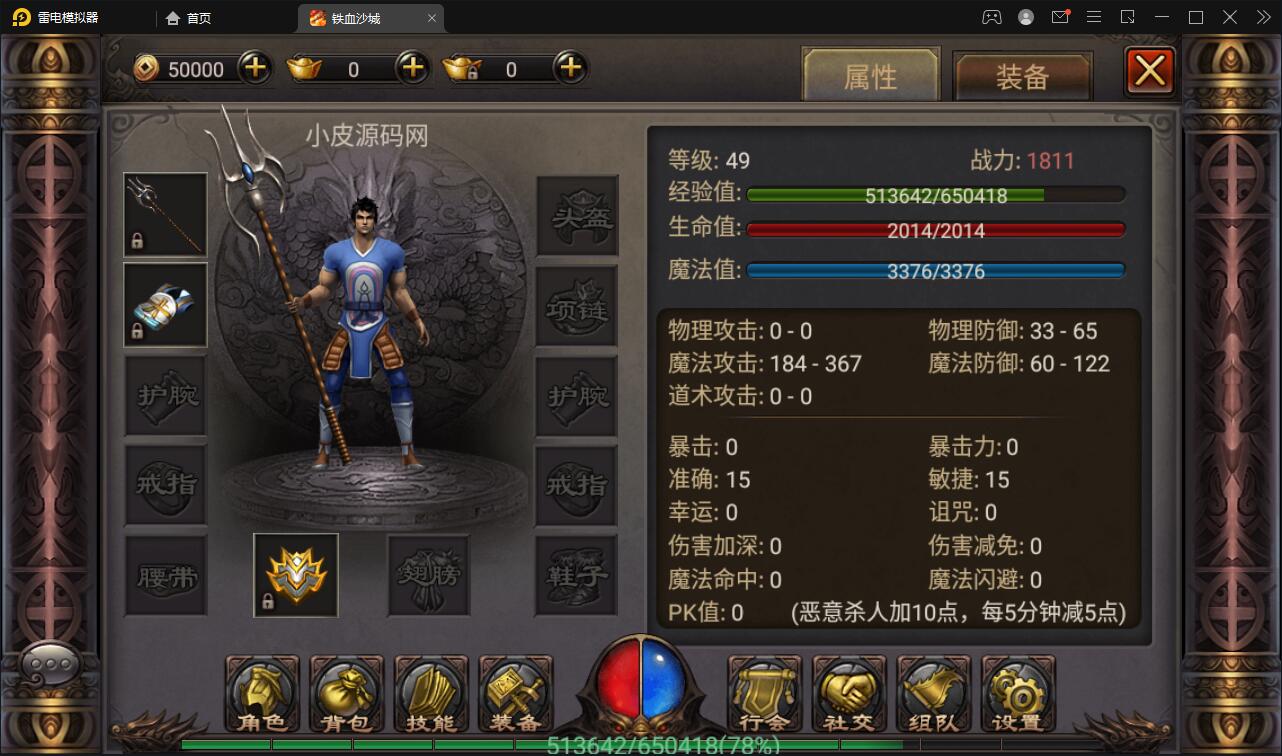 雷电模拟器 首页 铁血沙城
50000 0 0 属性 装备
小皮源码网
头盔
项链
护腕 护腕
戒指 戒指
腰带 翅膀 鞋子
等级: 49 战力: 1811
经验值: 513642/650418
生命值: 2014/2014
魔法值: 3376/3376
物理攻击: 0 - 0 物理防御: 33 - 65
魔法攻击: 184 - 367 魔法防御: 60 - 122
道术攻击: 0 - 0
暴击: 0 暴击力: 0
准确: 15 敏捷: 15
幸运: 0 诅咒: 0
伤害加深: 0 伤害减免: 0
魔法命中: 0 魔法闪避: 0
PK值: 0 (恶意杀人加10点，每5分钟减5点)
角色 背包 技能 装备 行会 社交 组队 设置
513642/650418(78%)